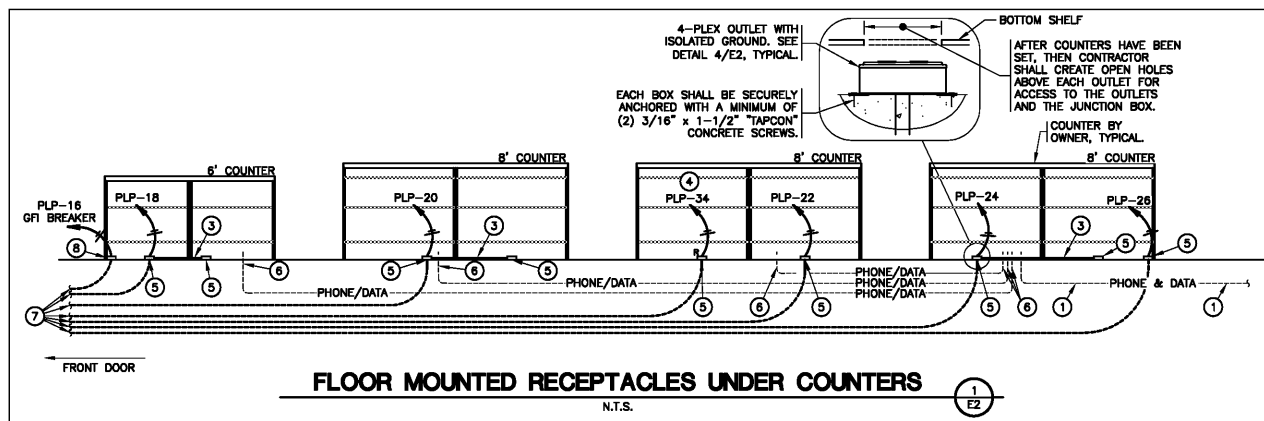 4-PLEX OUTLET WITH
ISOLATED GROUND. SEE
DETAIL 4/E2, TYPICAL.
BOTTOM SHELF
AFTER COUNTERS HAVE BEEN
SET, THEN CONTRACTOR
SHALL CREATE OPEN HOLES
ABOVE EACH OUTLET FOR
ACCESS TO THE OUTLETS
AND THE JUNCTION BOX.
EACH BOX SHALL BE SECURELY
ANCHORED WITH A MINIMUM OF
(2) 3/16" x 1-1/2" "TAPCON"
CONCRETE SCREWS.
COUNTER BY
OWNER, TYPICAL.
6' COUNTER
8' COUNTER
8' COUNTER
8' COUNTER
PLP-16
GFI BREAKER
PLP-18
PLP-20
4
PLP-34
PLP-22
PLP-24
PLP-26
8
3
3
3
5
5
R
5
5
6
5
6
5
6
5
5
6
PHONE/DATA
PHONE/DATA
PHONE/DATA
PHONE/DATA
PHONE/DATA
PHONE & DATA
1
1
7
FRONT DOOR
FLOOR MOUNTED RECEPTACLES UNDER COUNTERS
N.T.S.
1
E2